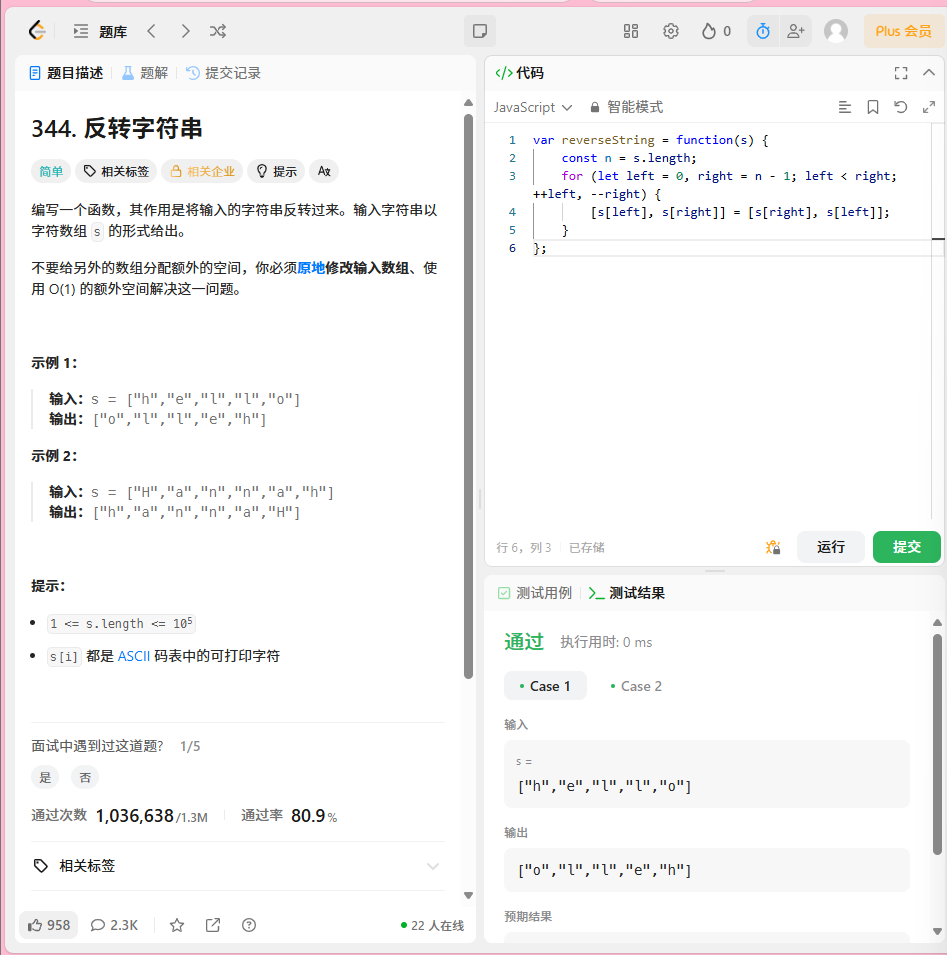 题库
0
Plus 会员
题目描述
题解
提交记录
344. 反转字符串
简单
相关标签
相关企业
提示
Aあ
编写一个函数，其作用是将输入的字符串反转过来。输入字符串以
字符数组 s 的形式给出。
不要给另外的数组分配额外的空间，你必须原地修改输入数组、使
用 O(1) 的额外空间解决这一问题。
示例 1：
输入：s = ["h","e","l","l","o"]
输出：["o","l","l","e","h"]
示例 2：
输入：s = ["H","a","n","n","a","h"]
输出：["h","a","n","n","a","H"]
提示：
1 <= s.length <= 10⁵
s[i] 都是 ASCII 码表中的可打印字符
面试中遇到过这道题? 1/5
是
否
通过次数 1,036,638/1.3M
通过率 80.9%
相关标签
958
2.3K
22 人在线
</> 代码
JavaScript
智能模式
1 var reverseString = function(s) {
2 const n = s.length;
3 for (let left = 0, right = n - 1; left < right;
++left, --right) {
4 [s[left], s[right]] = [s[right], s[left]];
5 }
6 };
行 6，列 3
已存储
运行
提交
测试用例
测试结果
通过
执行用时: 0 ms
Case 1
Case 2
输入
s =
["h","e","l","l","o"]
输出
["o","l","l","e","h"]
预期结果